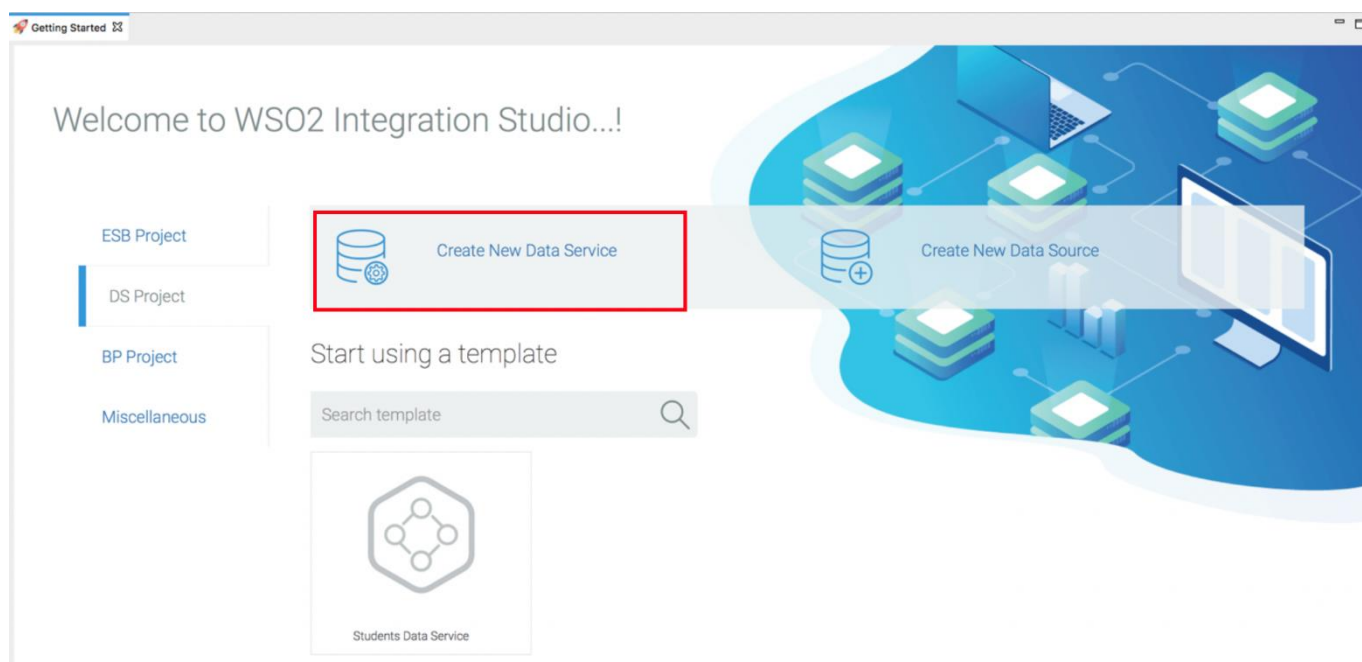 Getting Started
Welcome to WSO2 Integration Studio...!
ESB Project
DS Project
BP Project
Miscellaneous
Create New Data Service
Create New Data Source
Start using a template
Search template
Students Data Service